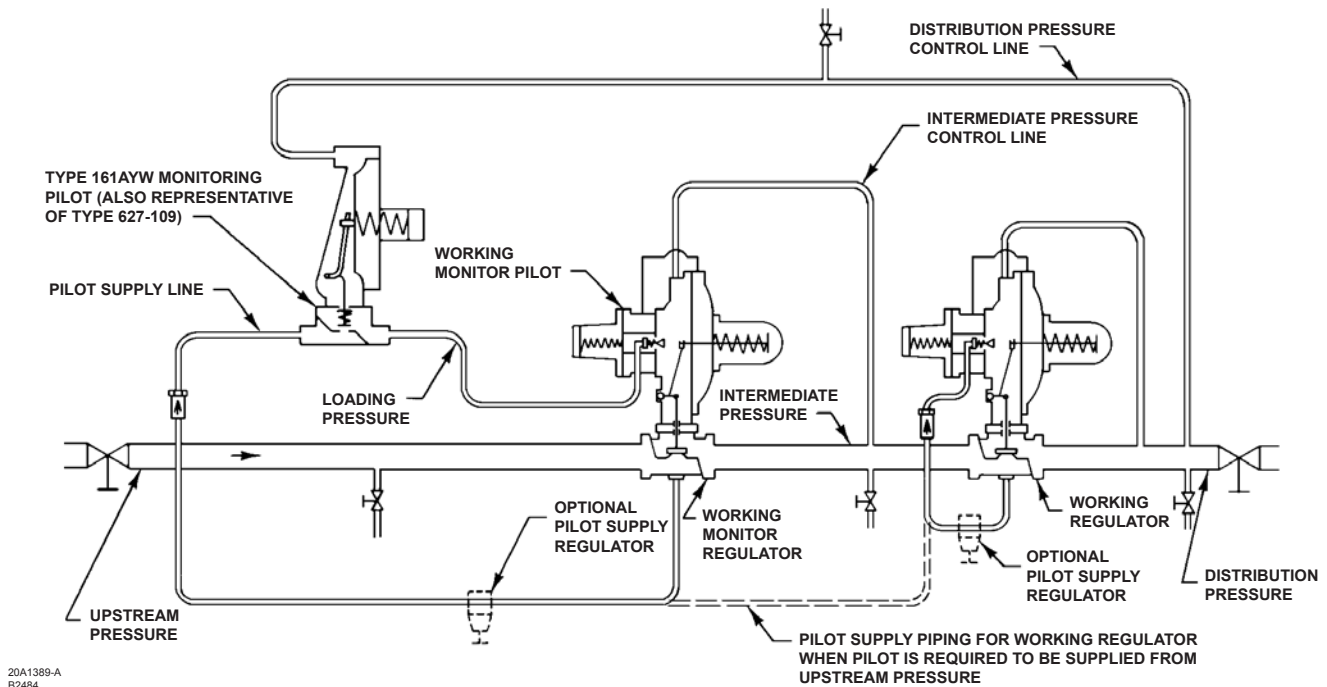 DISTRIBUTION PRESSURE
CONTROL LINE
INTERMEDIATE PRESSURE
CONTROL LINE
TYPE 161AYW MONITORING
PILOT (ALSO REPRESENTATIVE
OF TYPE 627-109)
WORKING
MONITOR PILOT
PILOT SUPPLY LINE
LOADING
PRESSURE
INTERMEDIATE
PRESSURE
OPTIONAL
PILOT SUPPLY
REGULATOR
WORKING
MONITOR
REGULATOR
WORKING
REGULATOR
OPTIONAL
PILOT SUPPLY
REGULATOR
DISTRIBUTION
PRESSURE
UPSTREAM
PRESSURE
PILOT SUPPLY PIPING FOR WORKING REGULATOR
WHEN PILOT IS REQUIRED TO BE SUPPLIED FROM
UPSTREAM PRESSURE
20A1389-A
B2484